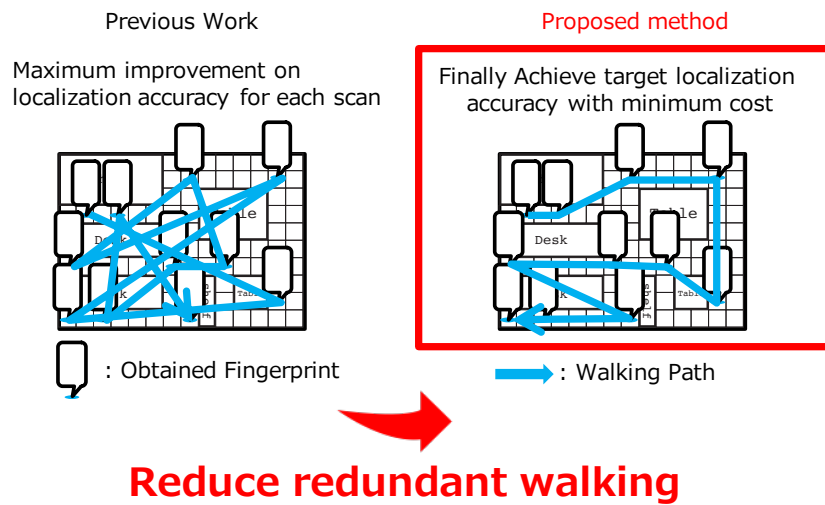 Previous Work
Proposed method
Maximum improvement on
localization accuracy for each scan
Finally Achieve target localization
accuracy with minimum cost
Desk
Desk
: Obtained Fingerprint
: Walking Path
Reduce redundant walking